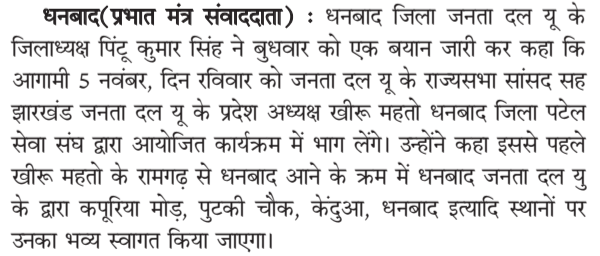 धनबाद(प्रभात मंत्र संवाददाता) : धनबाद जिला जनता दल यू के
जिलाध्यक्ष पिंटू कुमार सिंह ने बुधवार को एक बयान जारी कर कहा कि
आगामी 5 नवंबर, दिन रविवार को जनता दल यू के राज्यसभा सांसद सह
झारखंड जनता दल यू के प्रदेश अध्यक्ष खीरू महतो धनबाद जिला पटेल
सेवा संघ द्वारा आयोजित कार्यक्रम में भाग लेंगे। उन्होंने कहा इससे पहले
खीरू महतो के रामगढ़ से धनबाद आने के क्रम में धनबाद जनता दल यु
के द्वारा कपूरिया मोड़, पुटकी चौक, केंदुआ, धनबाद इत्यादि स्थानों पर
उनका भव्य स्वागत किया जाएगा।